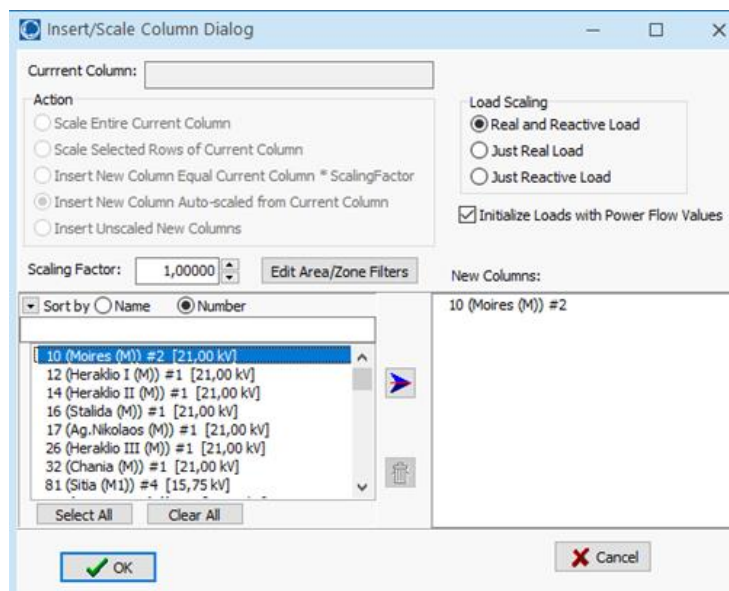 Insert/Scale Column Dialog
Currrent Column:
Action
Scale Entire Current Column
Scale Selected Rows of Current Column
Insert New Column Equal Current Column * ScalingFactor
Insert New Column Auto-scaled from Current Column
Insert Unscaled New Columns
Load Scaling
Real and Reactive Load
Just Real Load
Just Reactive Load
Initialize Loads with Power Flow Values
Scaling Factor: 1,00000 Edit Area/Zone Filters
New Columns:
Sort by Name Number
10 (Moires (M)) #2 [21,00 kV]
12 (Heraklio I (M)) #1 [21,00 kV]
14 (Heraklio II (M)) #1 [21,00 kV]
16 (Stalida (M)) #1 [21,00 kV]
17 (Ag.Nikolaos (M)) #1 [21,00 kV]
26 (Heraklio III (M)) #1 [21,00 kV]
32 (Chania (M)) #1 [21,00 kV]
81 (Sitia (M1)) #4 [15,75 kV]
Select All Clear All
10 (Moires (M)) #2
OK
Cancel